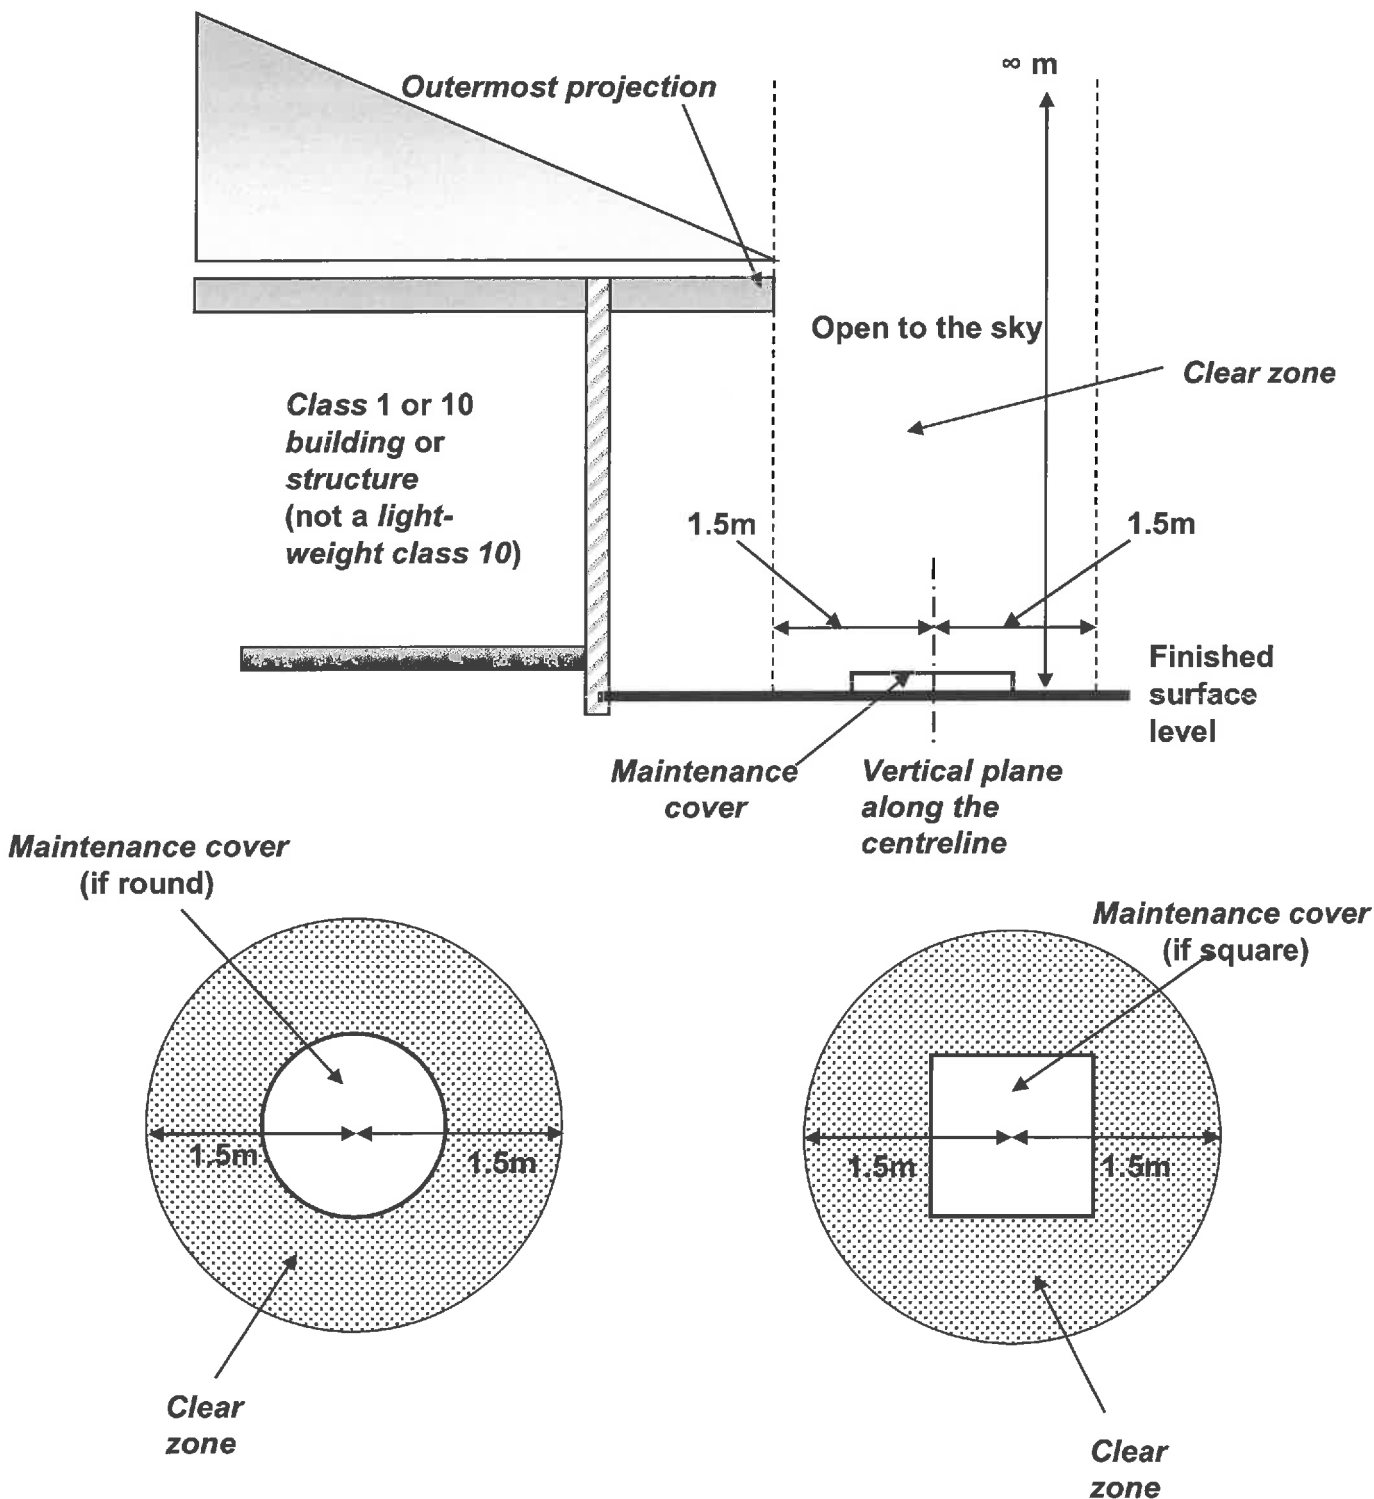 ∞ m
Outermost projection
Open to the sky
Clear zone
Class 1 or 10
building or
structure
(not a light-
weight class 10)
1.5m
1.5m
Finished
surface
level
Maintenance
cover
Vertical plane
along the
centreline
Maintenance cover
(if round)
1.5m
1.5m
Clear
zone
Maintenance cover
(if square)
1.5m
1.5m
Clear
zone